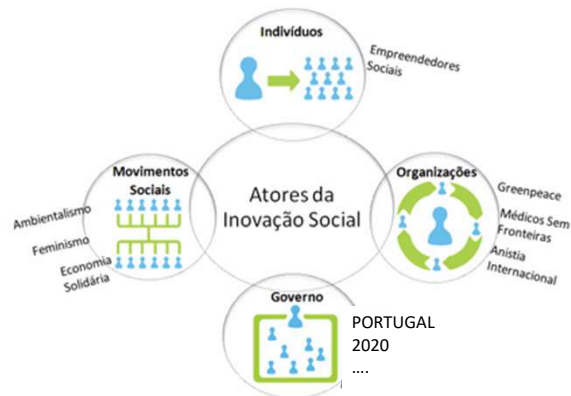 Indivíduos
Empreendedores
Sociais
Movimentos
Sociais
Ambientalismo
Feminismo
Economia
Solidária
Atores da
Inovação Social
Organizações
Greenpeace
Médicos Sem
Fronteiras
Anistia
Internacional
Governo
PORTUGAL
2020
....